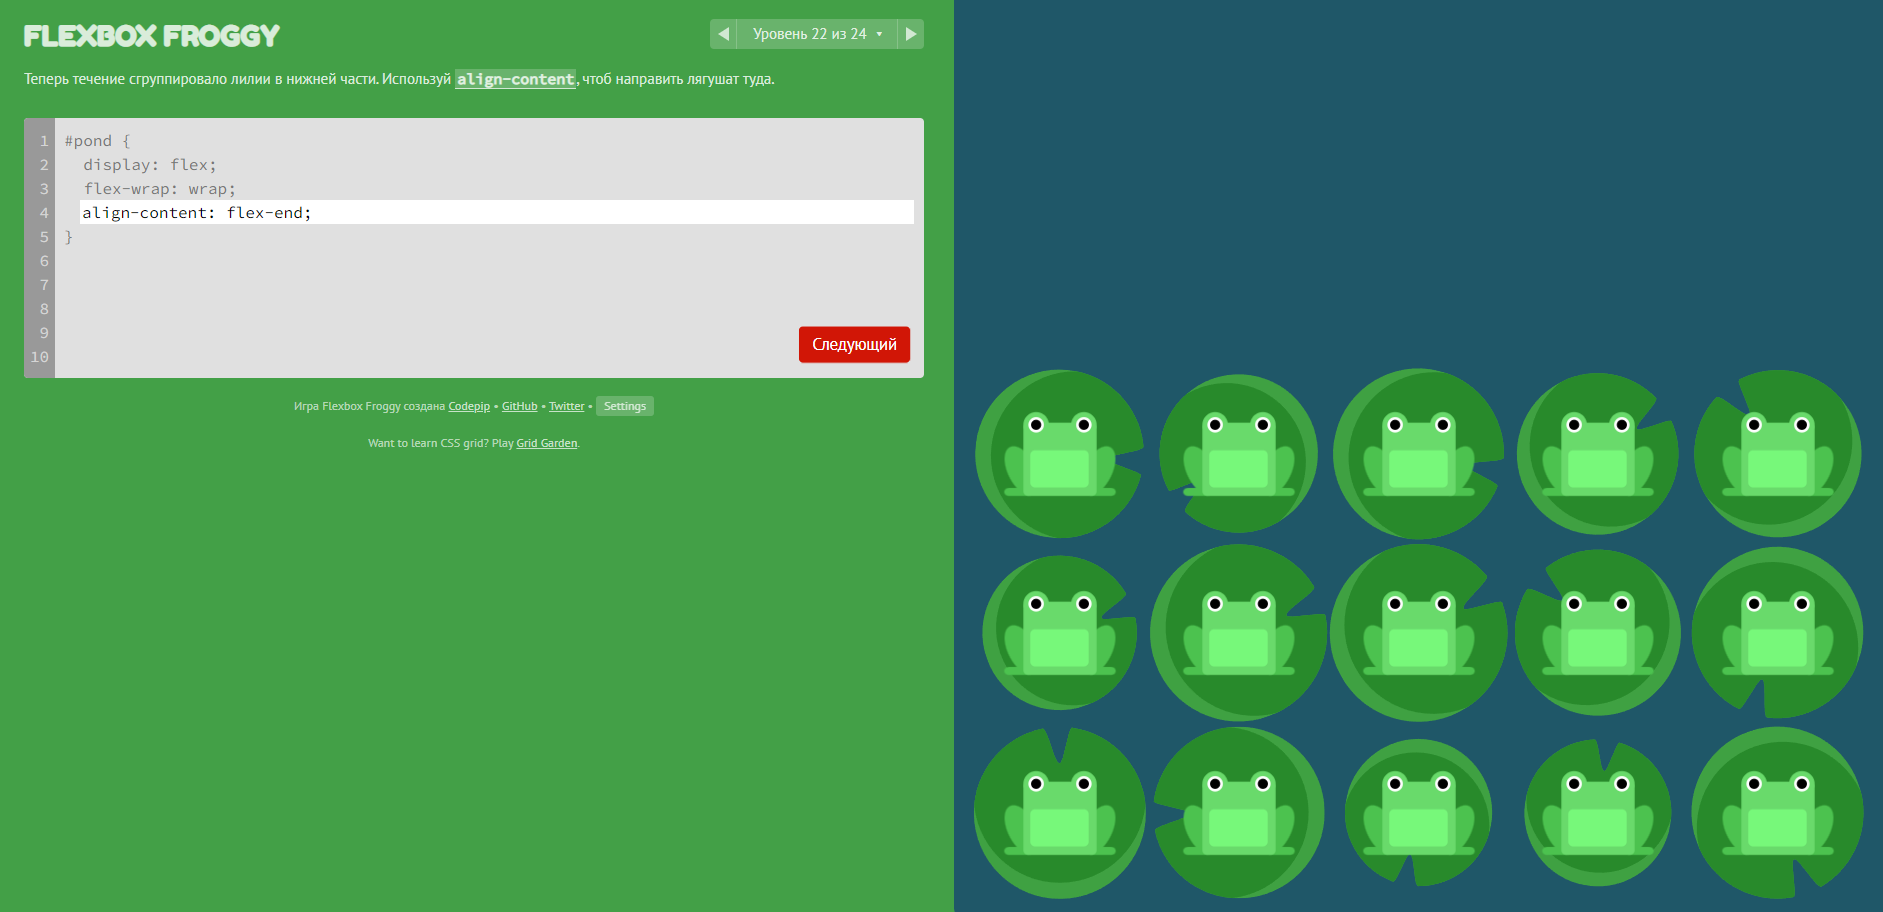 FLEXBOX FROGGY
Уровень 22 из 24
Теперь течение сгруппировало лилии в нижней части. Используй align-content, чтоб направить лягушат туда.
1 #pond {
2 display: flex;
3 flex-wrap: wrap;
4 align-content: flex-end;
5 }
6
7
8
9
10
Следующий
Игра Flexbox Froggy создана Codepip • GitHub • Twitter • Settings
Want to learn CSS grid? Play Grid Garden.